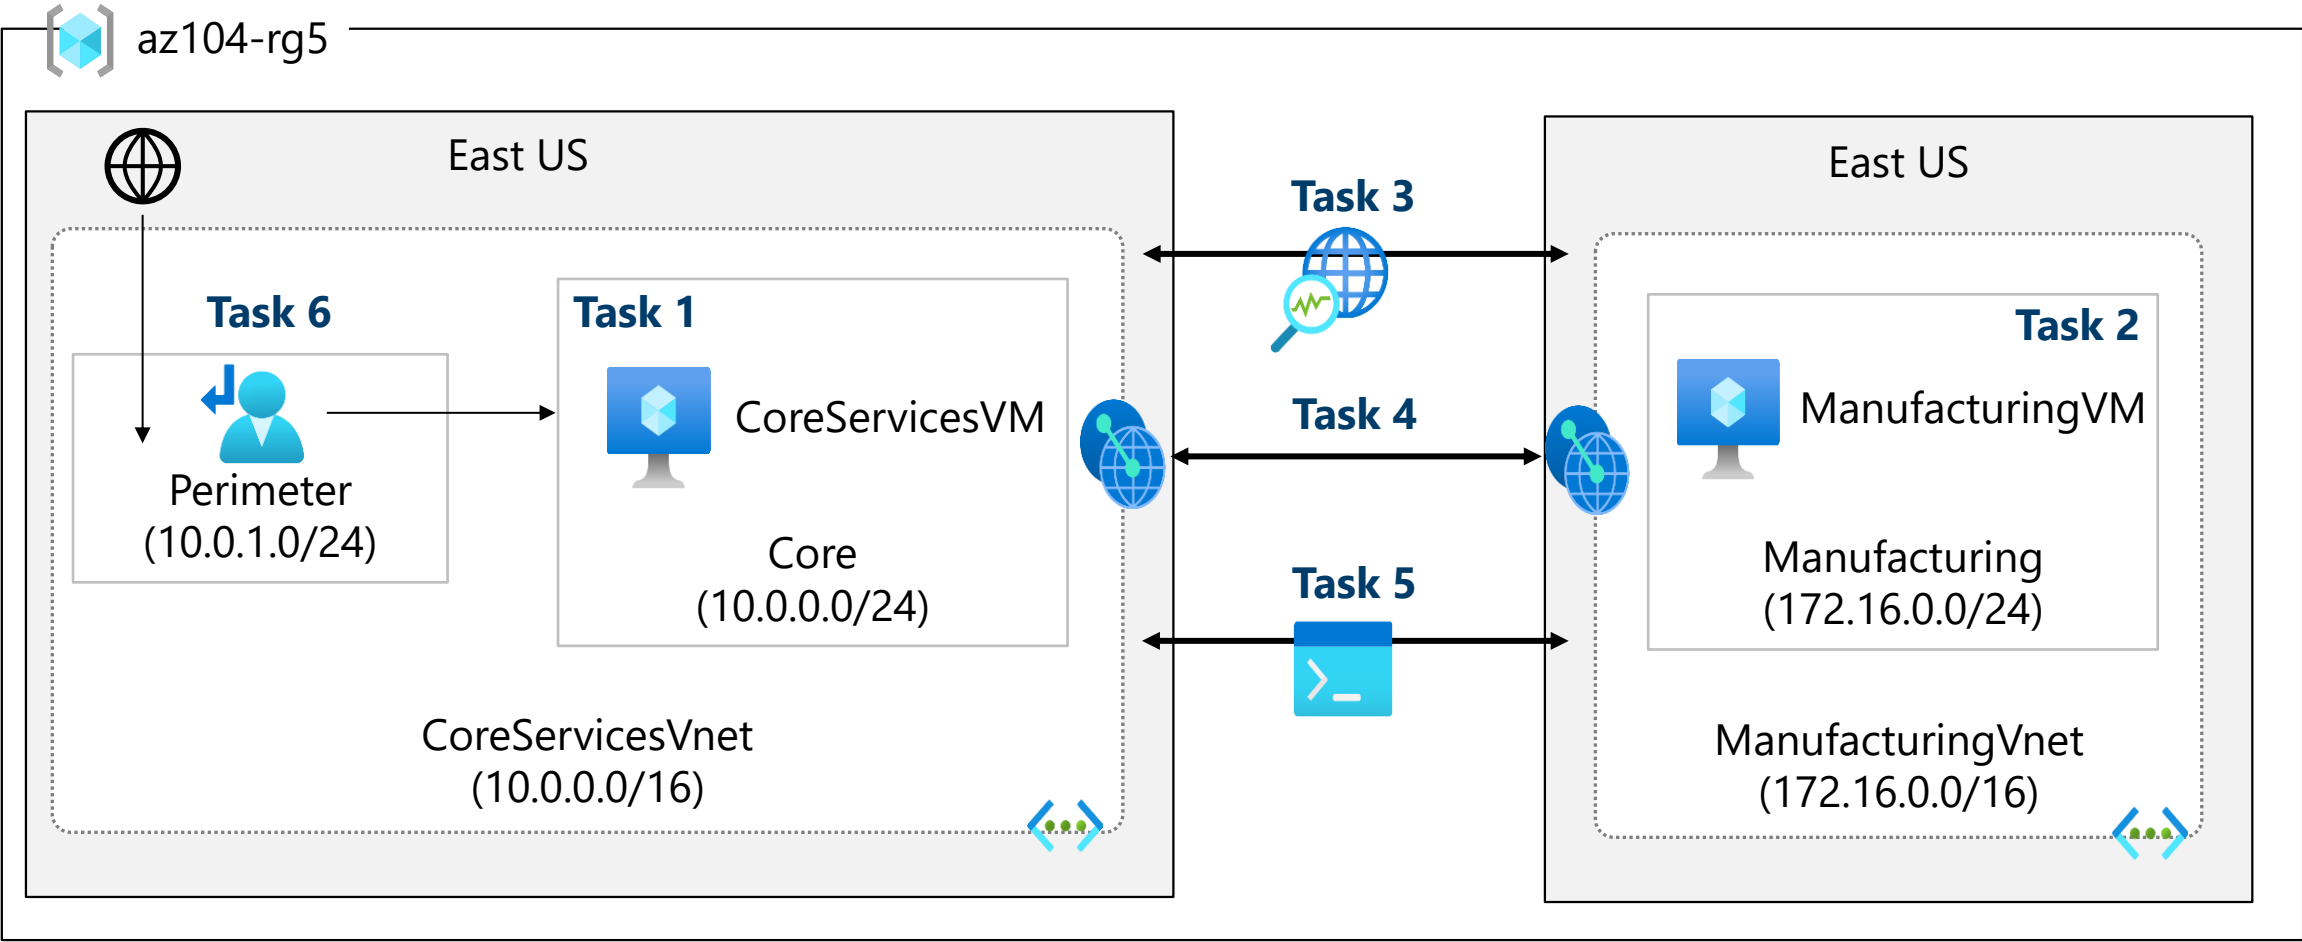 az104-rg5
East US
Task 6
Task 1
CoreServicesVM
Perimeter
(10.0.1.0/24)
Core
(10.0.0.0/24)
CoreServicesVnet
(10.0.0.0/16)
Task 3
Task 4
Task 5
East US
Task 2
ManufacturingVM
Manufacturing
(172.16.0.0/24)
ManufacturingVnet
(172.16.0.0/16)